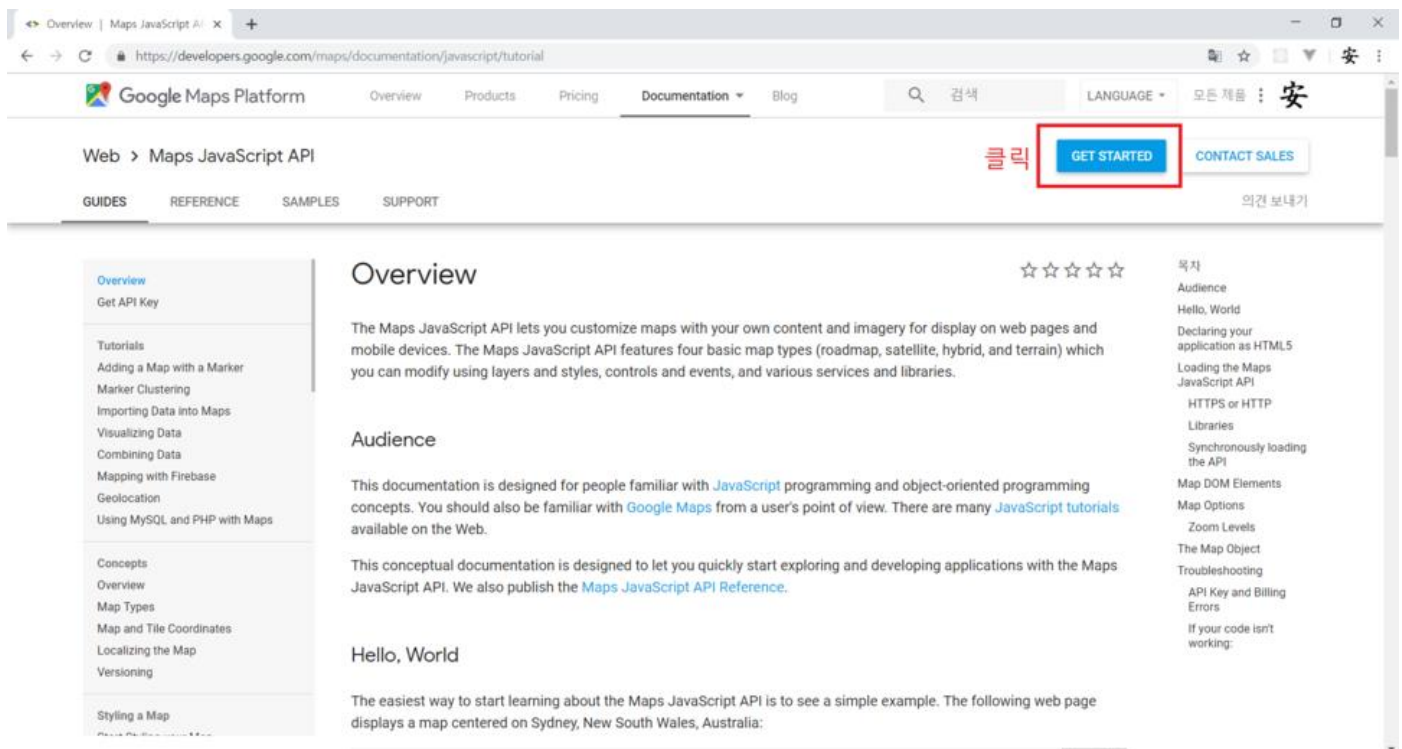 Overview | Maps JavaScript A
https://developers.google.com/maps/documentation/javascript/tutorial
安
Google Maps Platform
Overview
Products
Pricing
Documentation
Blog
검색
LANGUAGE
모든 제품
安
Web > Maps JavaScript API
클릭
GET STARTED
CONTACT SALES
GUIDES
REFERENCE
SAMPLES
SUPPORT
의견 보내기
Overview
Get API Key
Tutorials
Adding a Map with a Marker
Marker Clustering
Importing Data into Maps
Visualizing Data
Combining Data
Mapping with Firebase
Geolocation
Using MySQL and PHP with Maps
Concepts
Overview
Map Types
Map and Tile Coordinates
Localizing the Map
Versioning
Styling a Map
Overview
The Maps JavaScript API lets you customize maps with your own content and imagery for display on web pages and
mobile devices. The Maps JavaScript API features four basic map types (roadmap, satellite, hybrid, and terrain) which
you can modify using layers and styles, controls and events, and various services and libraries.
Audience
This documentation is designed for people familiar with JavaScript programming and object-oriented programming
concepts. You should also be familiar with Google Maps from a user's point of view. There are many JavaScript tutorials
available on the Web.
This conceptual documentation is designed to let you quickly start exploring and developing applications with the Maps
JavaScript API. We also publish the Maps JavaScript API Reference.
Hello, World
The easiest way to start learning about the Maps JavaScript API is to see a simple example. The following web page
displays a map centered on Sydney, New South Wales, Australia:
목차
Audience
Hello, World
Declaring your
application as HTML5
Loading the Maps
JavaScript API
HTTPS or HTTP
Libraries
Synchronously loading
the API
Map DOM Elements
Map Options
Zoom Levels
The Map Object
Troubleshooting
API Key and Billing
Errors
If your code isn't
working: